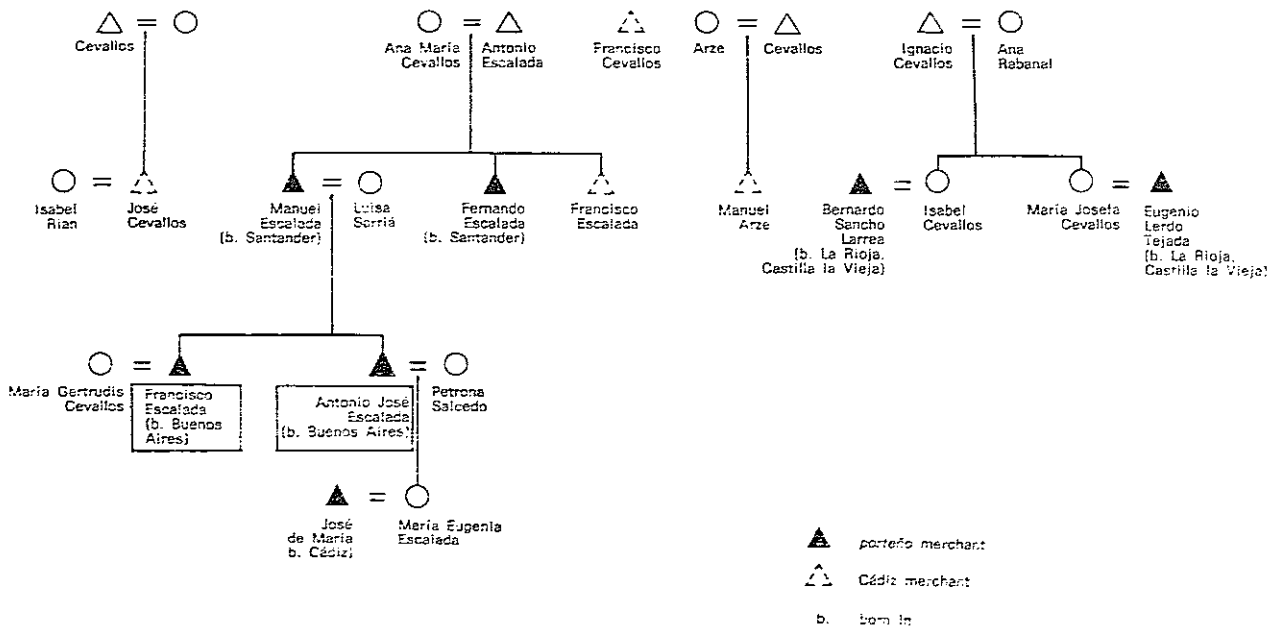 Cevallos
Ana María
Cevallos
Antonio
Escalada
Francisco
Cevallos
Arze
Cevallos
Ignacio
Cevallos
Ana
Rabanal
Isabel
Rian
José
Cevallos
Manuel
Escalada
(b. Santander)
Luisa
Sarriá
Fernando
Escalada
(b. Santander)
Francisco
Escalada
Manuel
Arze
Bernardo
Sancho
Larrea
(b. La Rioja,
Castilla la Vieja)
Isabel
Cevallos
María Josefa
Cevallos
Eugenio
Lerdo
Tejada
(b. La Rioja,
Castilla la Vieja)
María Gertrudis
Cevallos
Francisco
Escalada
(b. Buenos
Aires)
Antonio José
Escalada
(b. Buenos Aires)
Petrona
Salcedo
José
de María
b. Cádiz)
María Eugenia
Escalada
porteño merchant
Cádiz merchant
b. born in